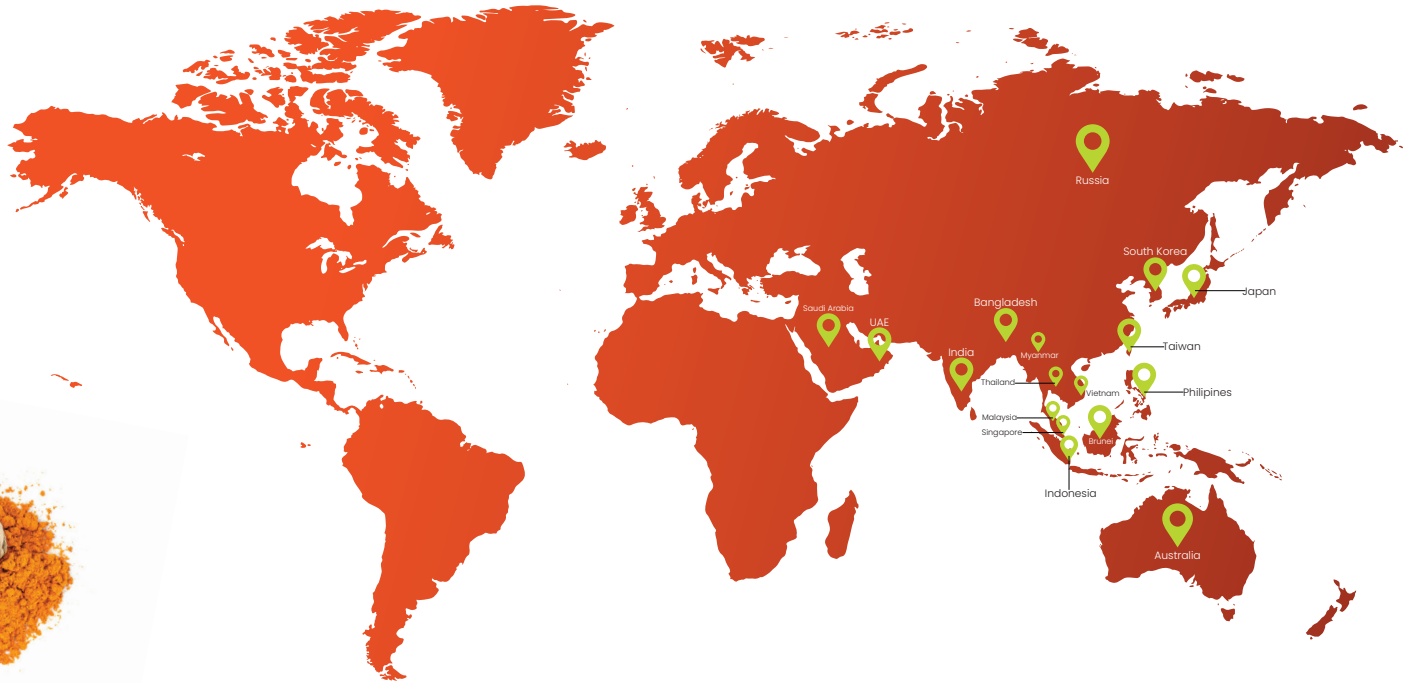 Russia
South Korea
Japan
Bangladesh
Saudi Arabia
UAE
Taiwan
India
Myanmar
Thailand
Vietnam
Philipines
Malaysia
Singapore
Brunei
Indonesia
Australia